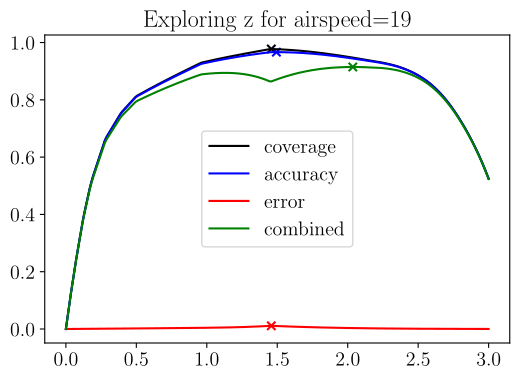 Exploring z for airspeed=19
1.0
0.8
0.6
0.4
0.2
0.0
coverage
accuracy
error
combined
0.0 0.5 1.0 1.5 2.0 2.5 3.0